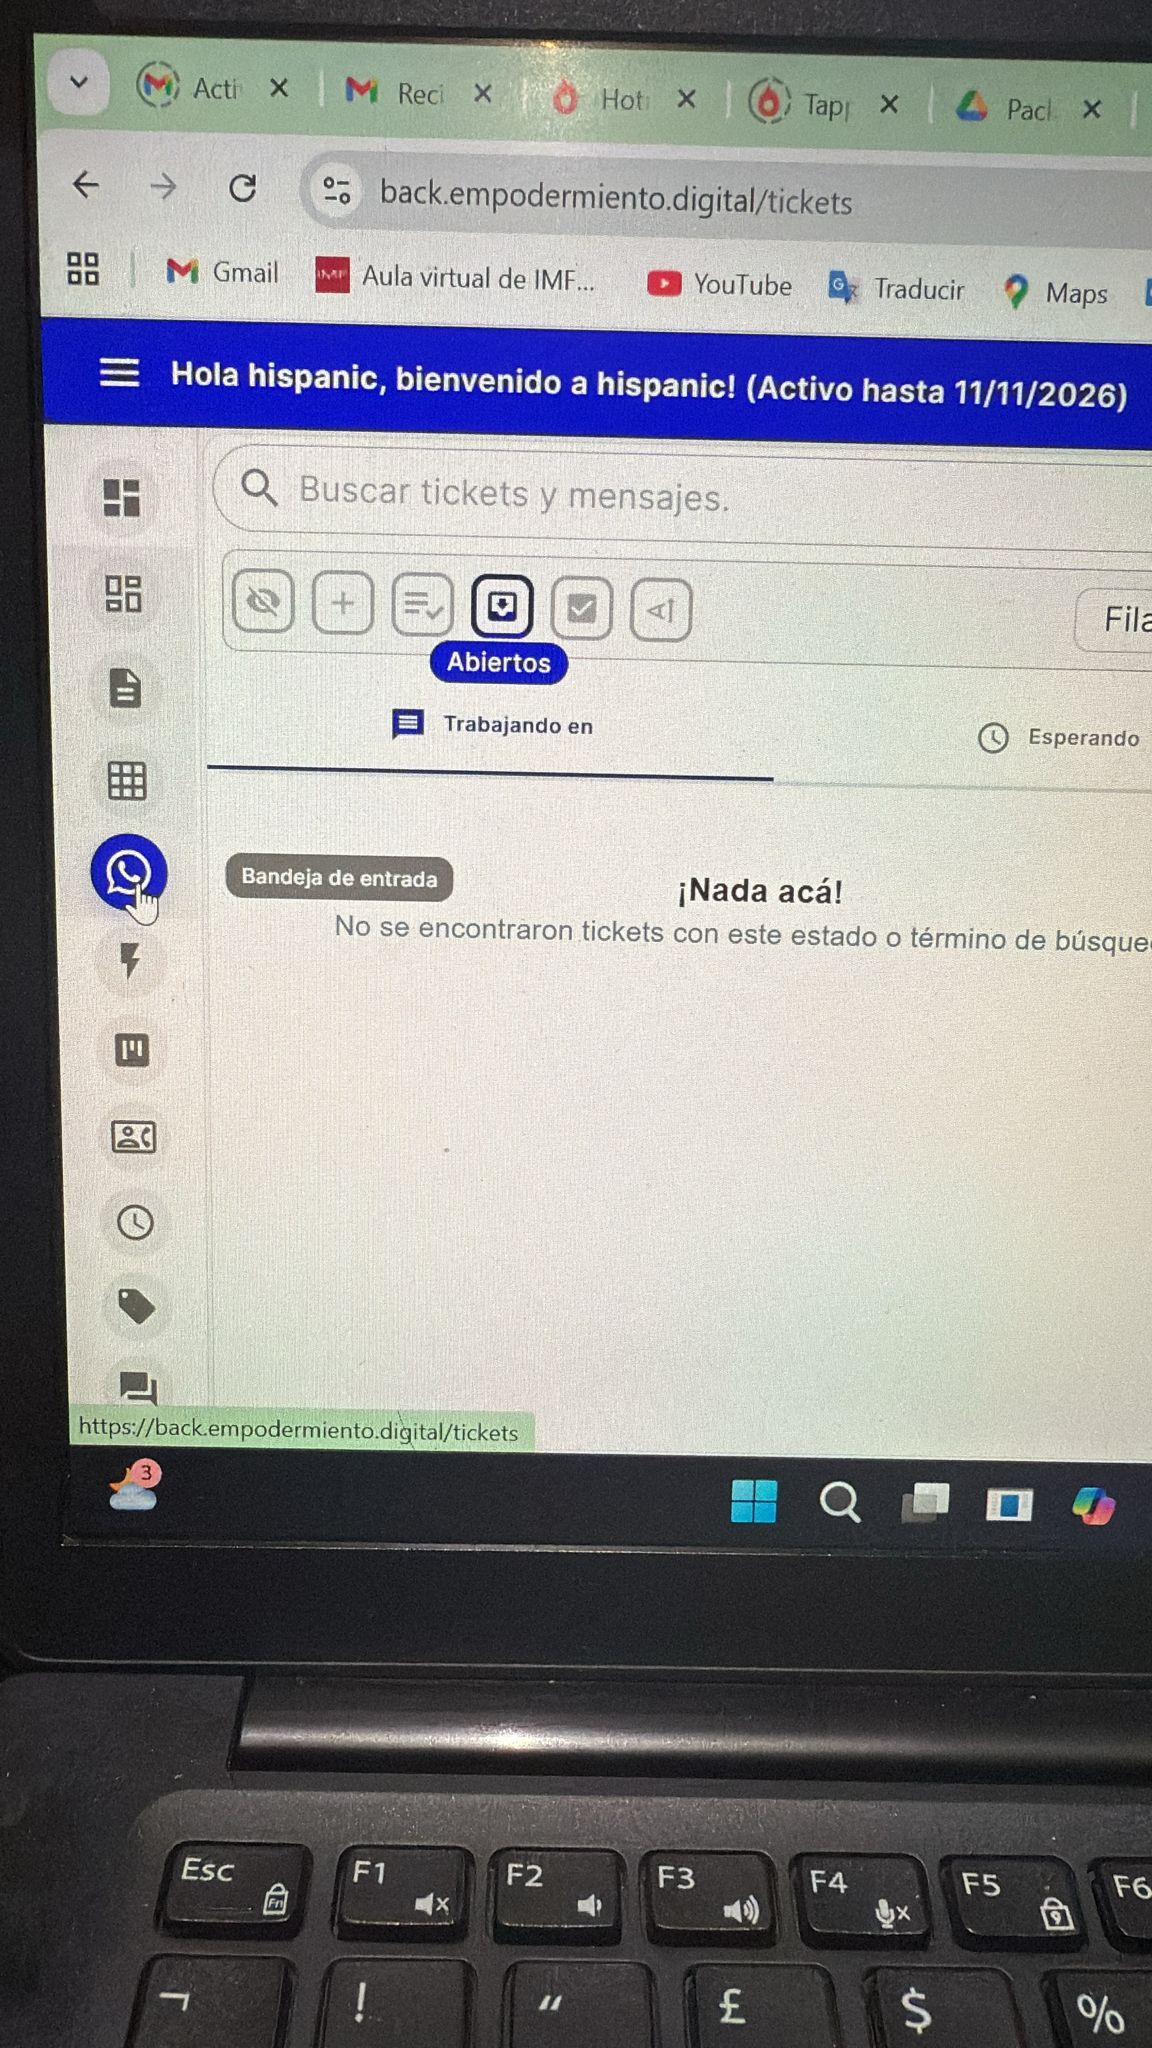 Acti
Reci
Hot
Tap
Pacl
back.empodermiento.digital/tickets
Gmail
Aula virtual de IMF...
YouTube
Traducir
Maps
Hola hispanic, bienvenido a hispanic! (Activo hasta 11/11/2026)
Buscar tickets y mensajes.
Fila
Abiertos
Trabajando en
Esperando
Bandeja de entrada
¡Nada acá!
No se encontraron tickets con este estado o término de búsque
https://back.empodermiento.digital/tickets
3
Esc
Fn
F1
F2
F3
F4
F5
F6
¬
!
"
£
$
%